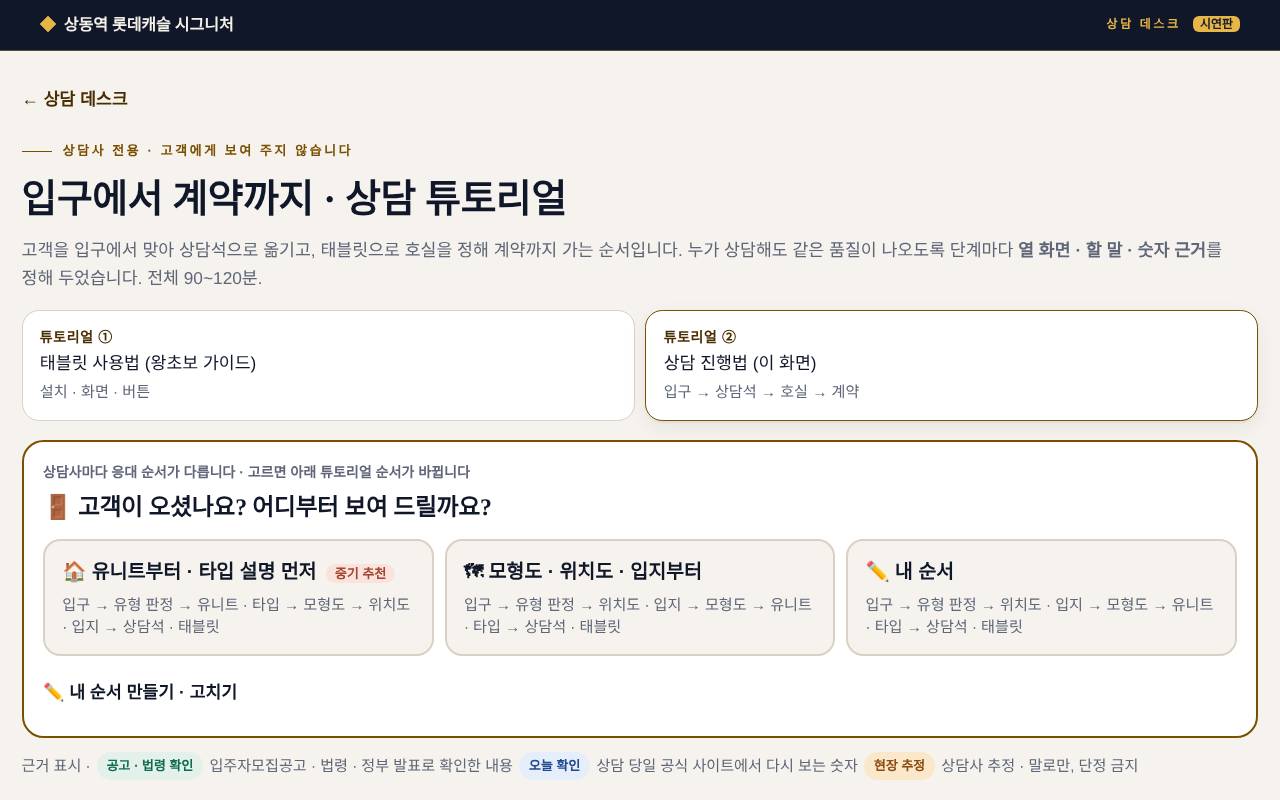 상동역 롯데캐슬 시그니처
상담 데스크 시연판
← 상담 데스크
상담사 전용 · 고객에게 보여 주지 않습니다
입구에서 계약까지 · 상담 튜토리얼
고객을 입구에서 맞아 상담석으로 옮기고, 태블릿으로 호실을 정해 계약까지 가는 순서입니다. 누가 상담해도 같은 품질이 나오도록 단계마다 열 화면 · 할 말 · 숫자 근거를
정해 두었습니다. 전체 90~120분.
튜토리얼 ①
태블릿 사용법 (왕초보 가이드)
설치 · 화면 · 버튼
튜토리얼 ②
상담 진행법 (이 화면)
입구 → 상담석 → 호실 → 계약
상담사마다 응대 순서가 다릅니다 · 고르면 아래 튜토리얼 순서가 바뀝니다
🚪 고객이 오셨나요? 어디부터 보여 드릴까요?
🏠 유니트부터 · 타입 설명 먼저 중기 추천
입구 → 유형 판정 → 유니트 · 타입 → 모형도 → 위치도
· 입지 → 상담석 · 태블릿
🗺 모형도 · 위치도 · 입지부터
입구 → 유형 판정 → 위치도 · 입지 → 모형도 → 유니트
· 타입 → 상담석 · 태블릿
✏️ 내 순서
입구 → 유형 판정 → 위치도 · 입지 → 모형도 → 유니트
· 타입 → 상담석 · 태블릿
✏️ 내 순서 만들기 · 고치기
근거 표시 · 공고 · 법령 확인 입주자모집공고 · 법령 · 정부 발표로 확인한 내용 오늘 확인 상담 당일 공식 사이트에서 다시 보는 숫자 현장 추정 상담사 추정 · 말로만, 단정 금지